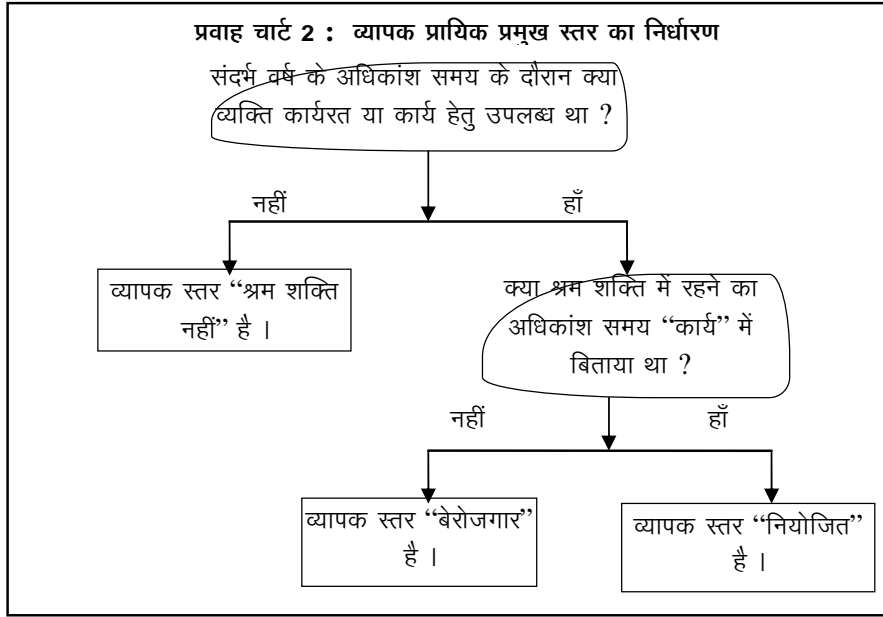 प्रवाह चार्ट 2 : व्यापक प्रायिक प्रमुख स्तर का निर्धारण
संदर्भ वर्ष के अधिकांश समय के दौरान क्या
व्यक्ति कार्यरत या कार्य हेतु उपलब्ध था ?
नहीं
हाँ
व्यापक स्तर “श्रम शक्ति
नहीं” है ।
क्या श्रम शक्ति में रहने का
अधिकांश समय “कार्य” में
बिताया था ?
नहीं
हाँ
व्यापक स्तर “बेरोजगार”
है ।
व्यापक स्तर “नियोजित”
है ।